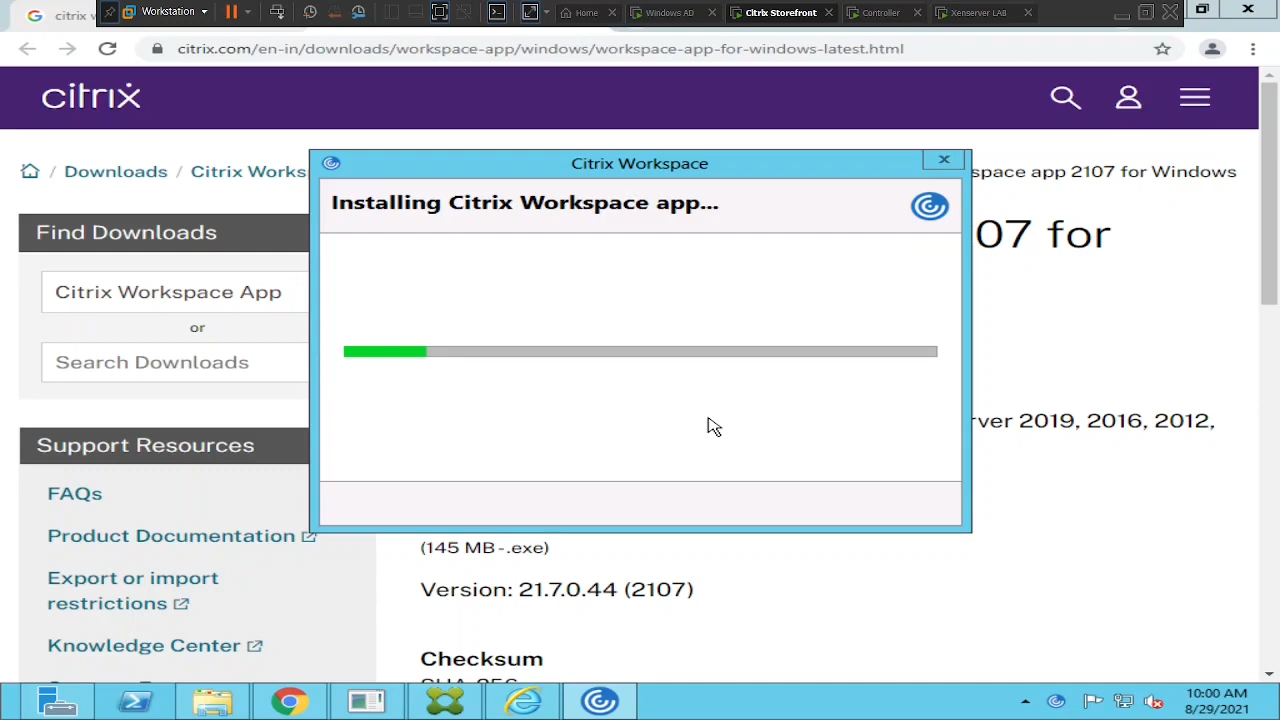 citrix
Workstation
Home
Windows AD
Citrix Storefront
Controller
Xenserver LAB
citrix.com/en-in/downloads/workspace-app/windows/workspace-app-for-windows-latest.html
citrix
/ Downloads / Citrix Works
space app 2107 for Windows
Citrix Workspace
Installing Citrix Workspace app...
Find Downloads
07 for
Citrix Workspace App
or
Search Downloads
rver 2019, 2016, 2012,
Support Resources
FAQs
Product Documentation
Export or import
restrictions
Knowledge Center
(145 MB-.exe)
Version: 21.7.0.44 (2107)
Checksum
10:00 AM
8/29/2021